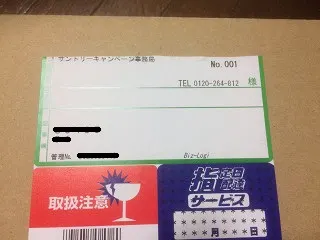 サントリーキャンペーン事務局
No. 001
TEL 0120-264-812 様
管理No.
Biz-Logi
取扱注意
指定日配達
サービス
* * * * 月 * * 日